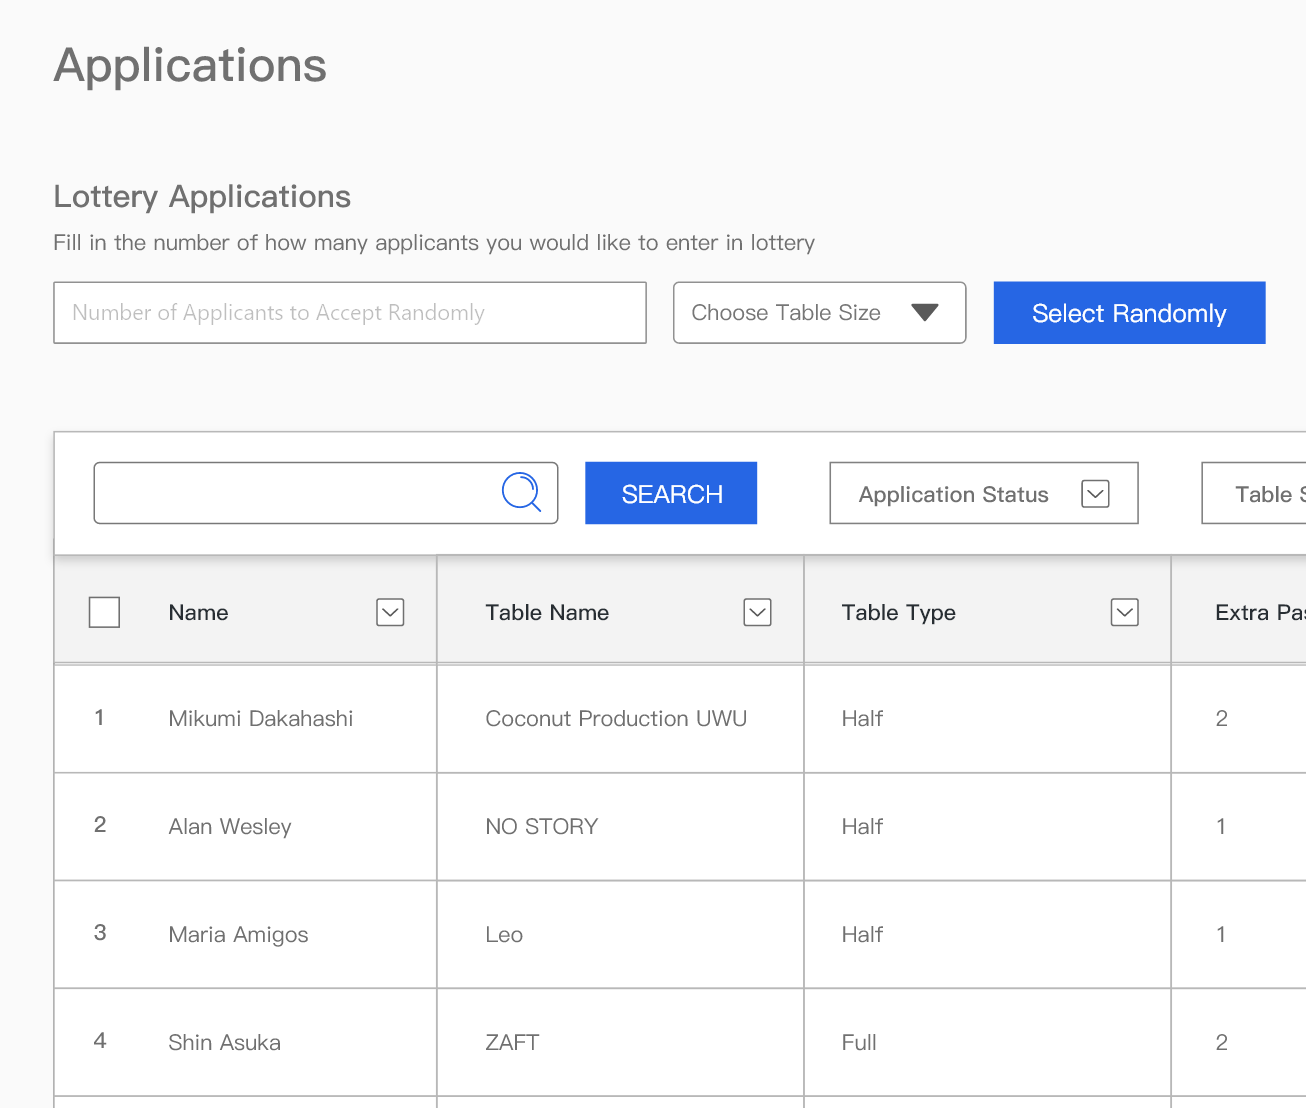 Applications
Lottery Applications
Fill in the number of how many applicants you would like to enter in lottery
Number of Applicants to Accept Randomly
Choose Table Size
Select Randomly
SEARCH
Application Status
Table
Name
Table Name
Table Type
Extra
1 Mikumi Dakahashi Coconut Production UWU Half 2
2 Alan Wesley NO STORY Half 1
3 Maria Amigos Leo Half 1
4 Shin Asuka ZAFT Full 2